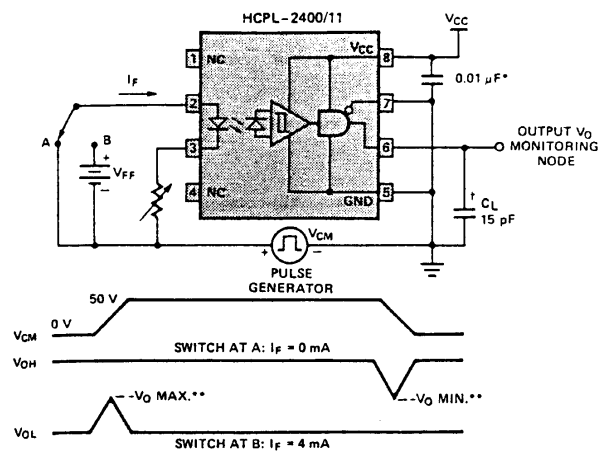 HCPL-2400/11
VCC
1 NC
VCC 8
0.01 µF*
IF
2
7
A
B
3
6
OUTPUT VO
MONITORING
NODE
+
VFF
–
4 NC
5
GND
† CL
15 pF
+ VCM –
PULSE
GENERATOR
50 V
0 V
VCM
SWITCH AT A: IF = 0 mA
VOH
VO MAX.**
VO MIN.**
VOL
SWITCH AT B: IF = 4 mA